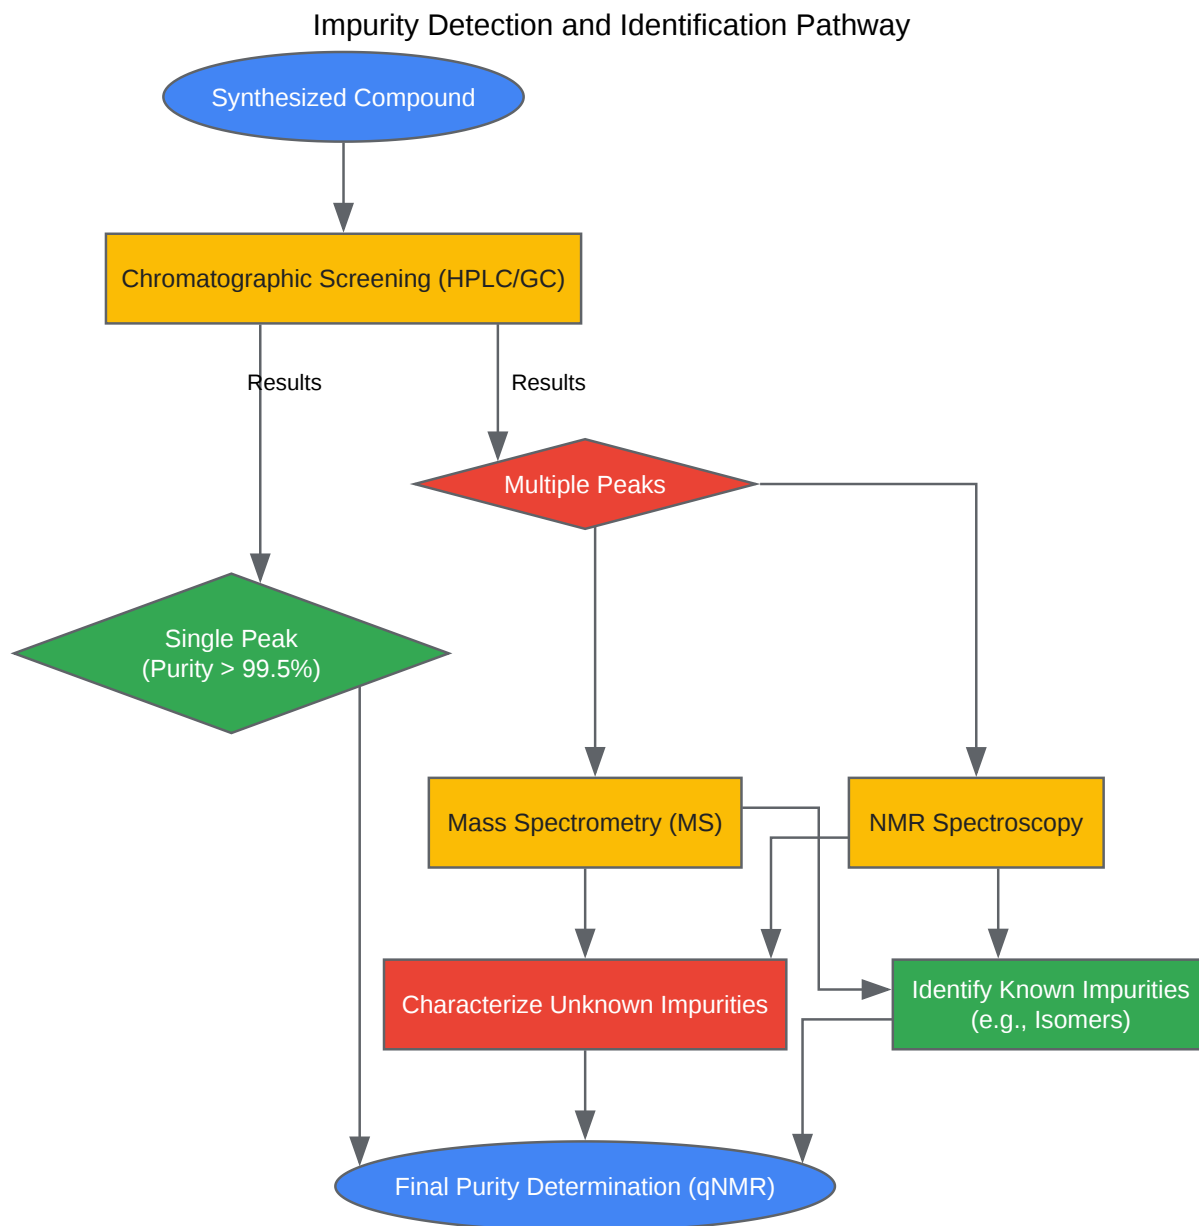 Impurity Detection and Identification Pathway
Synthesized Compound
Chromatographic Screening (HPLC/GC)
Results
Results
Multiple Peaks
Single Peak
(Purity > 99.5%)
Mass Spectrometry (MS)
NMR Spectroscopy
Characterize Unknown Impurities
Identify Known Impurities
(e.g., Isomers)
Final Purity Determination (qNMR)